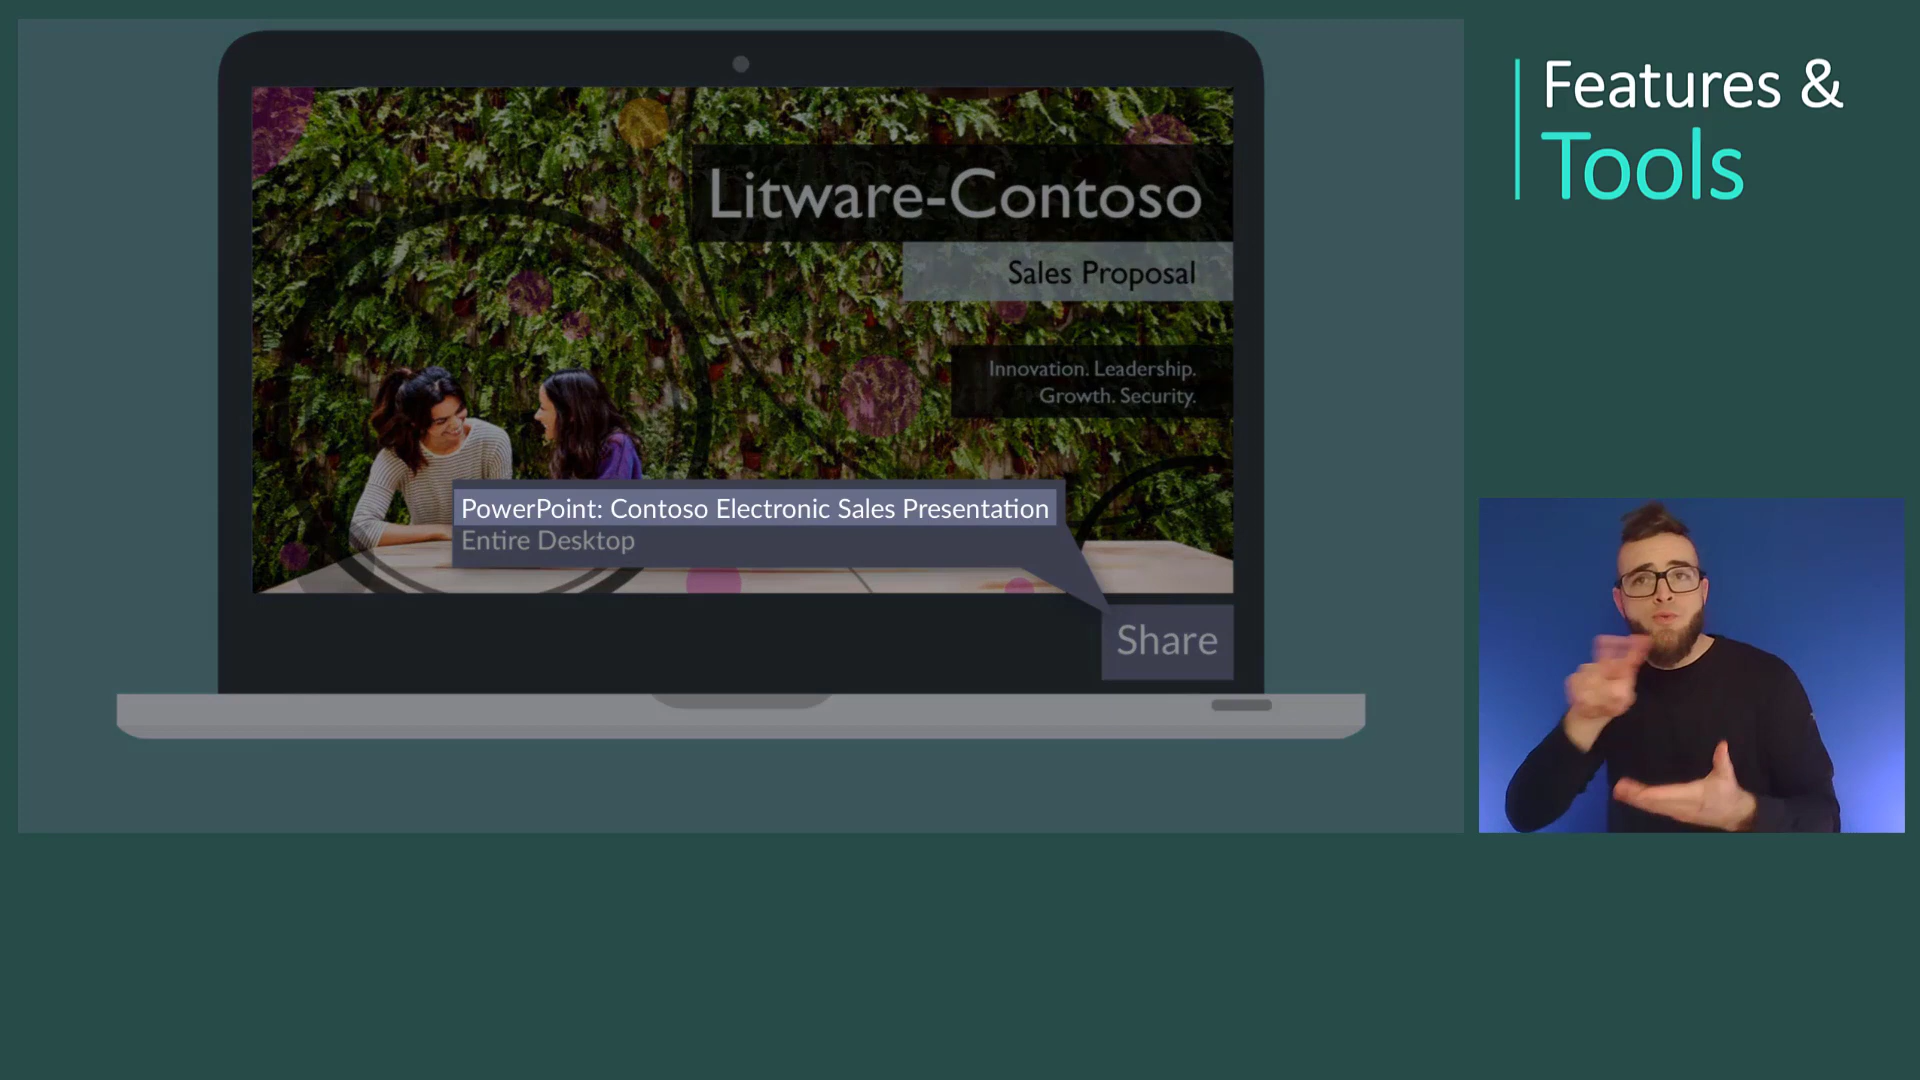 Features &
Tools
Litware-Contoso
Sales Proposal
Innovation. Leadership.
Growth. Security.
PowerPoint: Contoso Electronic Sales Presentation
Entire Desktop
Share